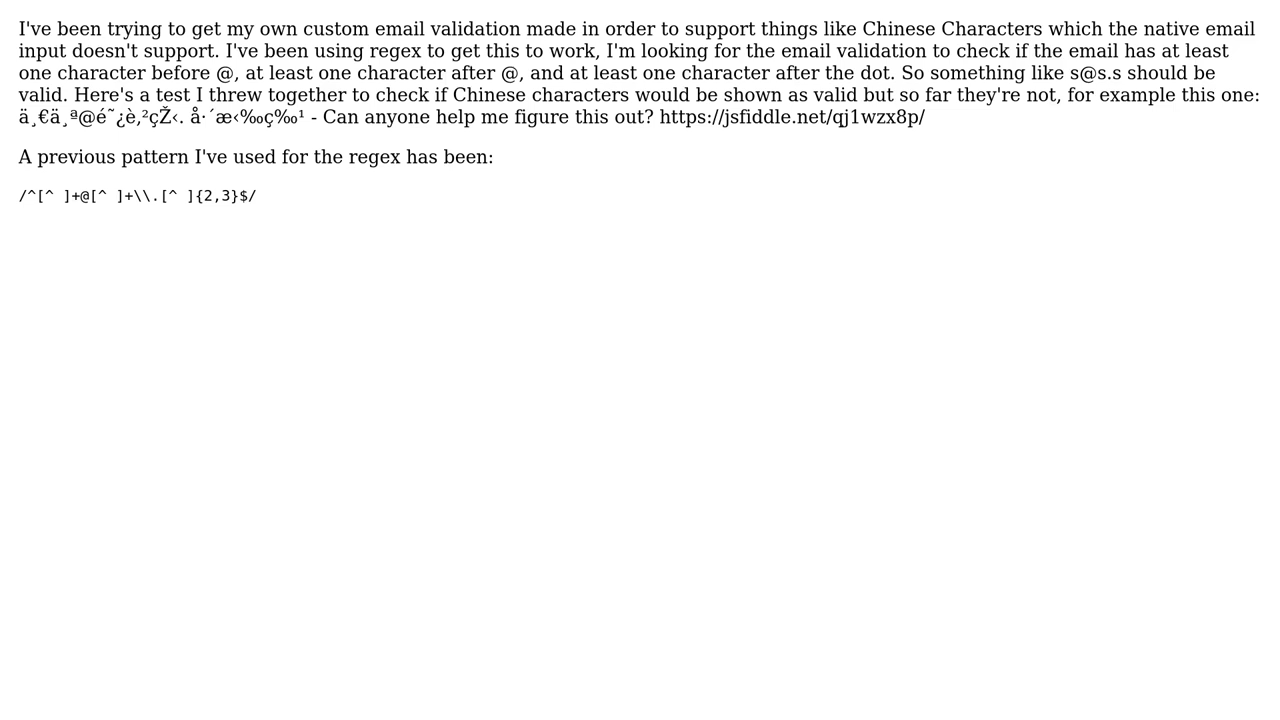 I've been trying to get my own custom email validation made in order to support things like Chinese Characters which the native email
input doesn't support. I've been using regex to get this to work, I'm looking for the email validation to check if the email has at least
one character before @, at least one character after @, and at least one character after the dot. So something like s@s.s should be
valid. Here's a test I threw together to check if Chinese characters would be shown as valid but so far they're not, for example this one:
ä¸€ä¸ª@é˜¿è‚²çŽ‹. å·´æ‹‰ç‰¹ - Can anyone help me figure this out? https://jsfiddle.net/qj1wzx8p/
A previous pattern I've used for the regex has been:
/^[^ ]+@[^ ]+\\.[^ ]{2,3}$/